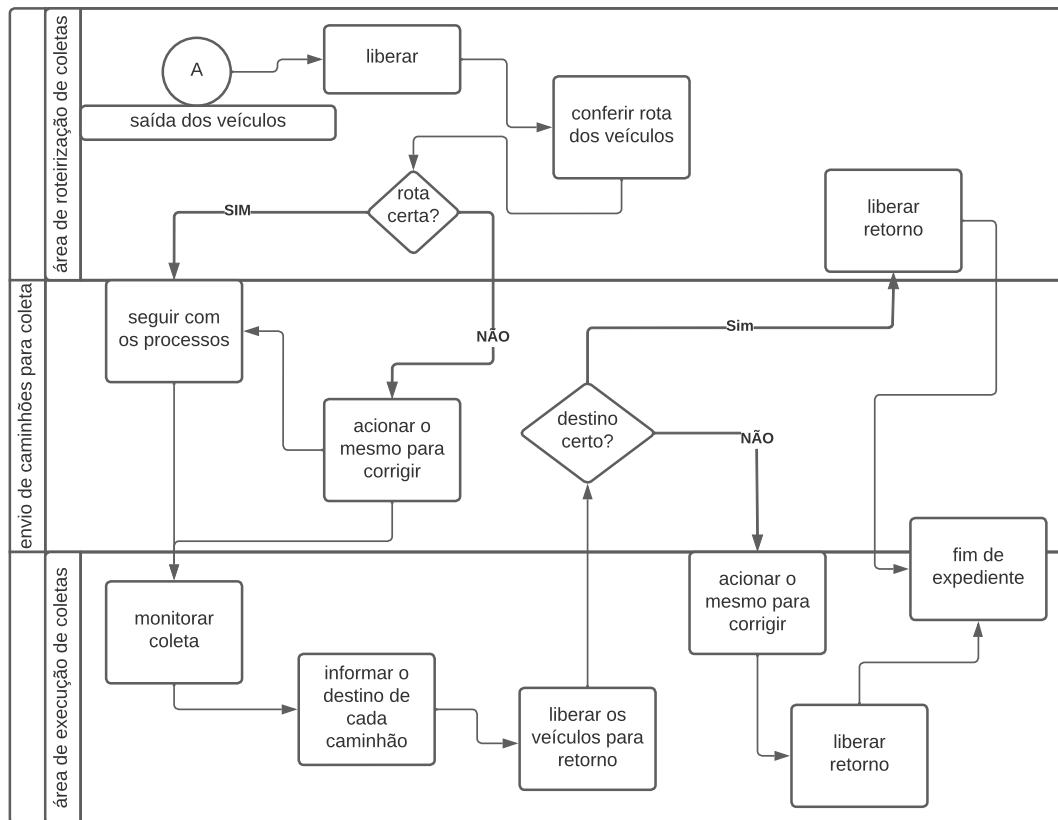 área de roteirização de coletas
A
saída dos veículos
liberar
conferir rota
dos veículos
rota
certa?
SIM
NÃO
liberar
retorno
envio de caminhões para coleta
seguir com
os processos
acionar o
mesmo para
corrigir
destino
certo?
Sim
NÃO
área de execução de coletas
monitorar
coleta
informar o
destino de
cada
caminhão
liberar os
veículos para
retorno
acionar o
mesmo para
corrigir
liberar
retorno
fim de
expediente